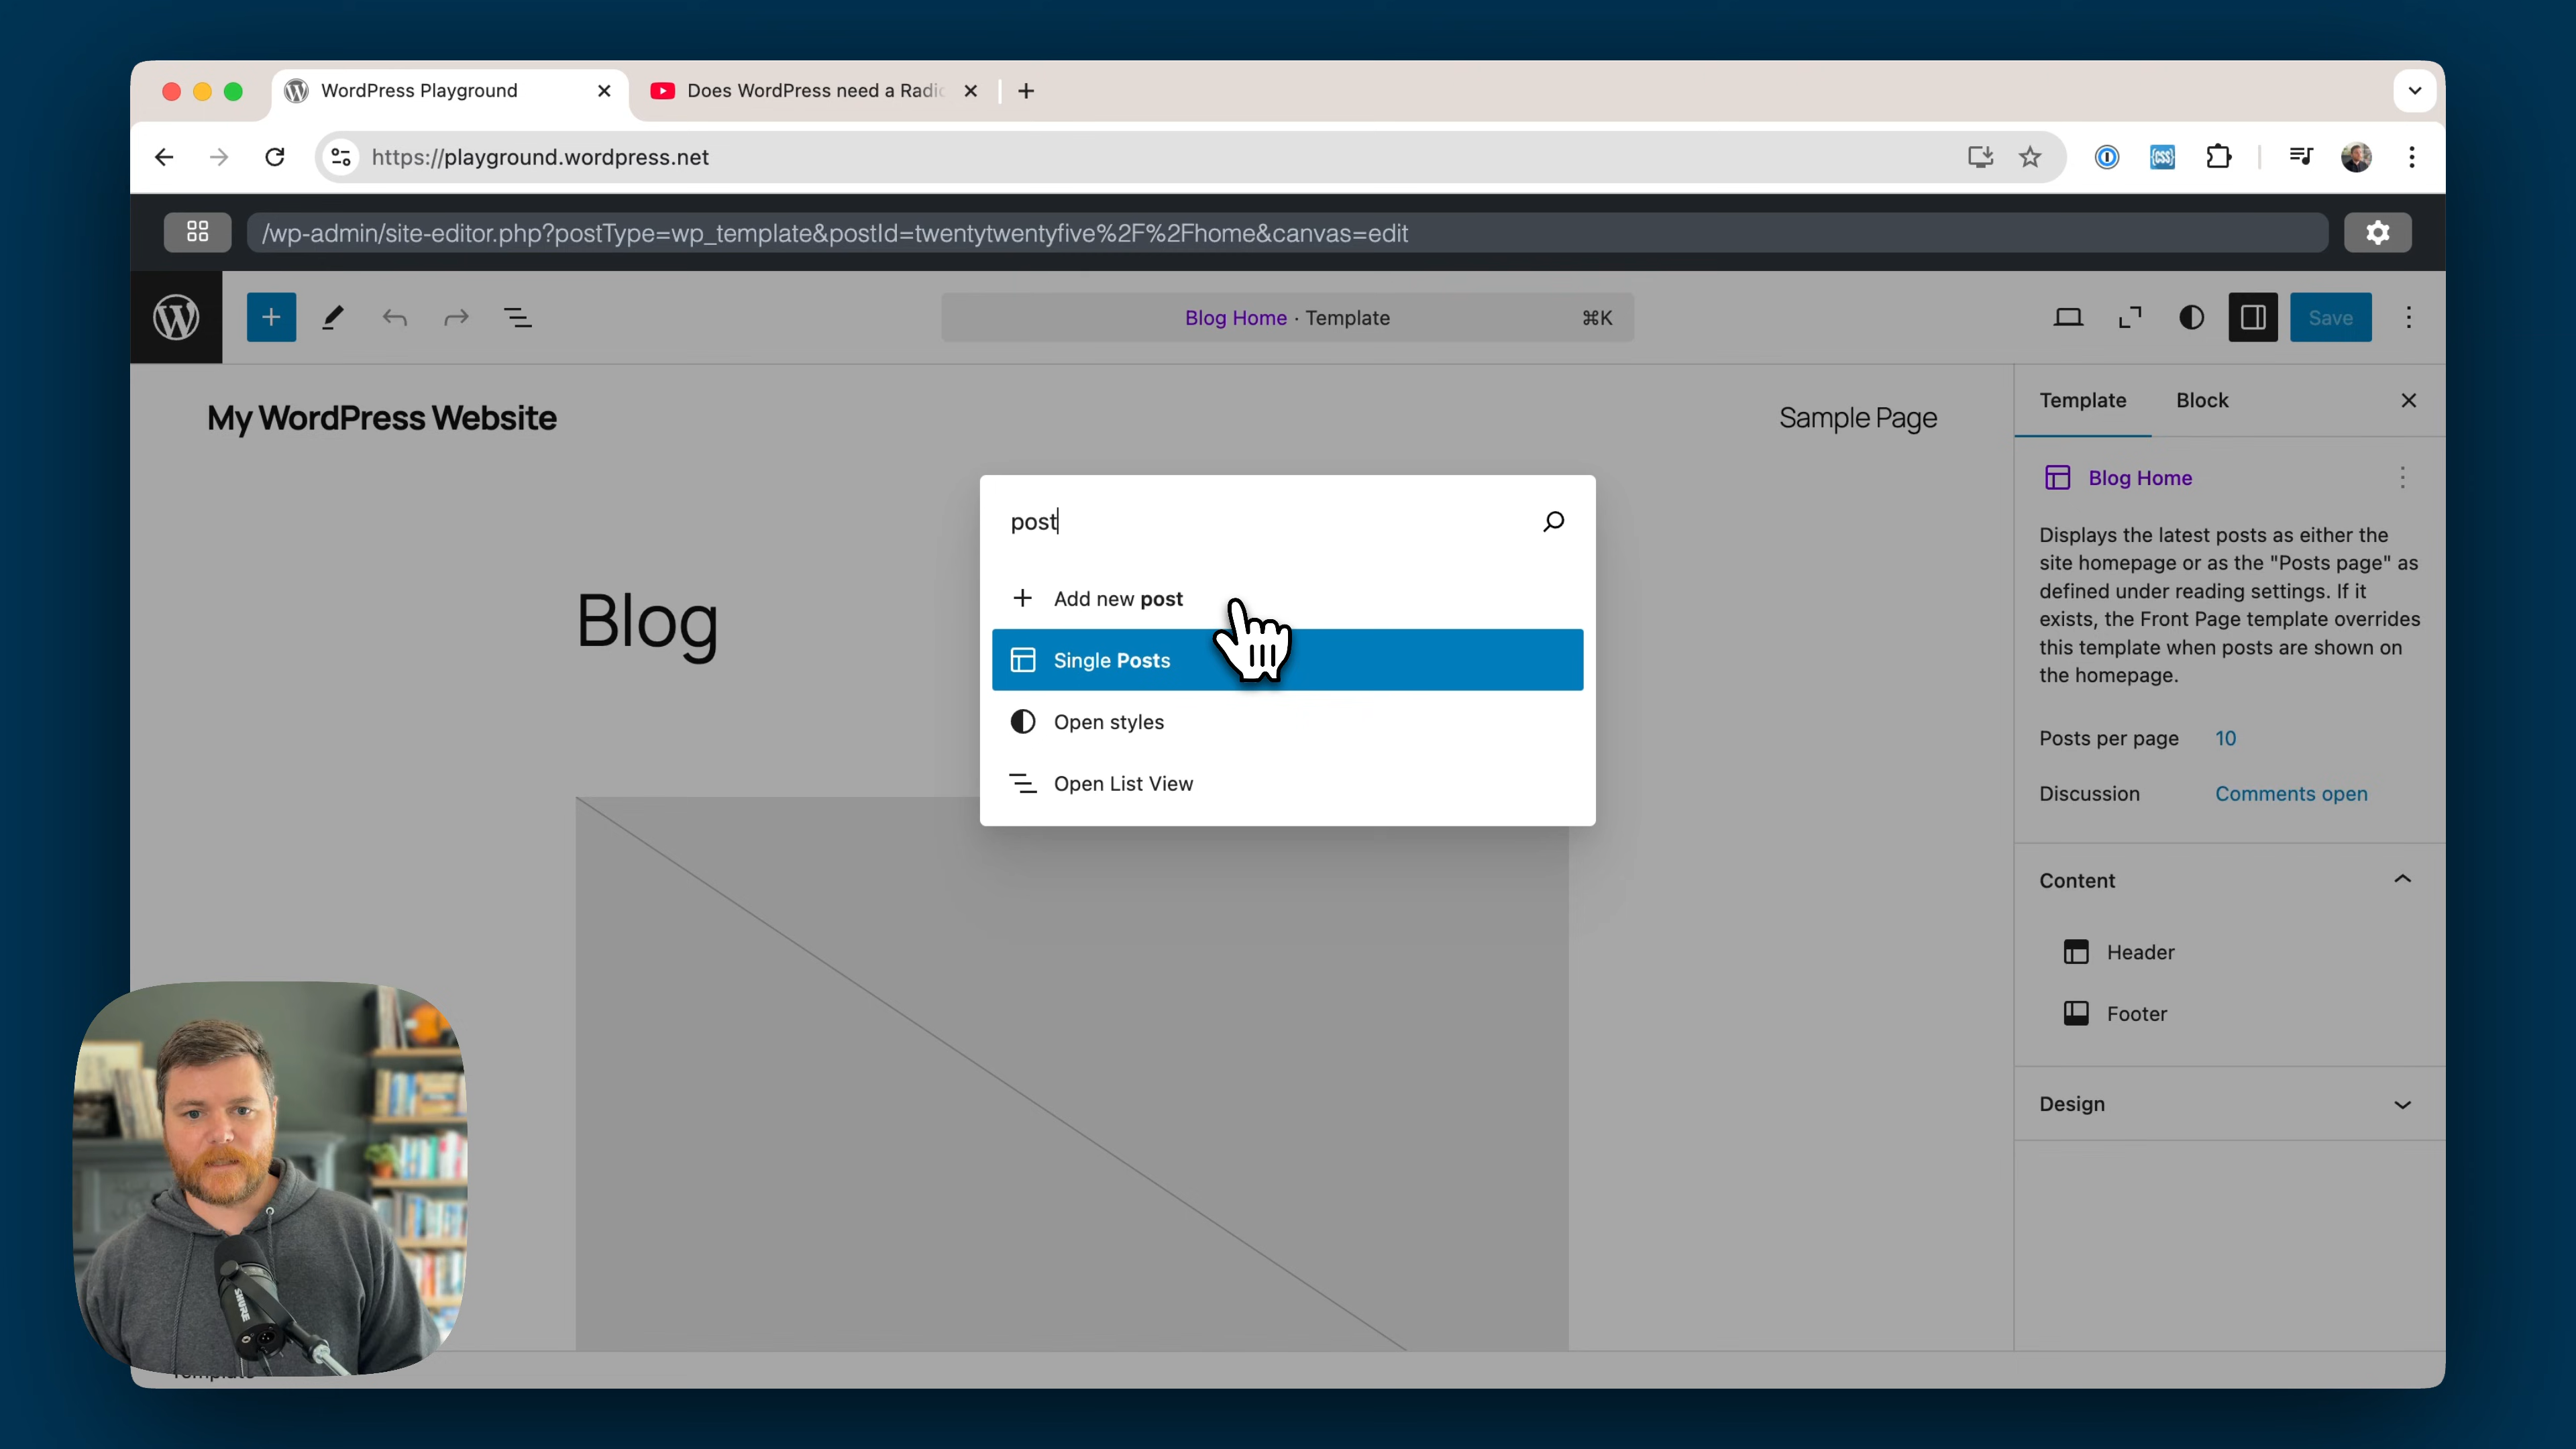 WordPress Playground
Does WordPress need a Radio
https://playground.wordpress.net
/wp-admin/site-editor.php?postType=wp_template&postId=twentytwentyfive%2F%2Fhome&canvas=edit
Blog Home · Template ⌘K
Save
My WordPress Website
Sample Page
Template Block
post
Add new post
Single Posts
Open styles
Open List View
Blog
Blog Home
Displays the latest posts as either the
site homepage or as the "Posts page" as
defined under reading settings. If it
exists, the Front Page template overrides
this template when posts are shown on
the homepage.
Posts per page 10
Discussion Comments open
Content
Header
Footer
Design
SHURE
Template